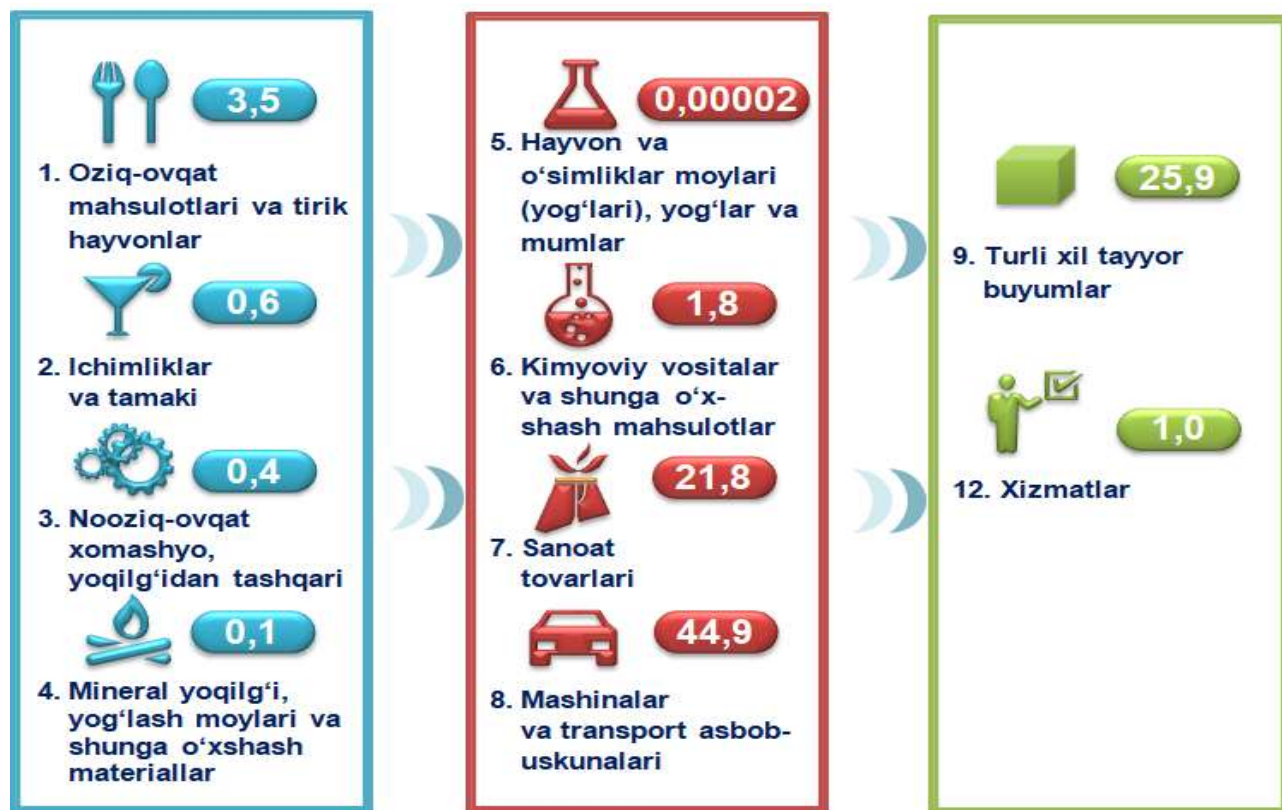 3,5
1. Oziq-ovqat
mahsulotlari va tirik
hayvonlar
0,6
2. Ichimliklar
va tamaki
0,4
3. Nooziq-ovqat
xomashyo,
yoqilg‘idan tashqari
0,1
4. Mineral yoqilg‘i,
yog‘lash moylari va
shunga o‘xshash
materiallar
0,00002
5. Hayvon va
o‘simliklar moylari
(yog‘lari), yog‘lar va
mumlar
1,8
6. Kimyoviy vositalar
va shunga o‘x-
shash mahsulotlar
21,8
7. Sanoat
tovarlari
44,9
8. Mashinalar
va transport asbob-
uskunalari
25,9
9. Turli xil tayyor
buyumlar
1,0
12. Xizmatlar